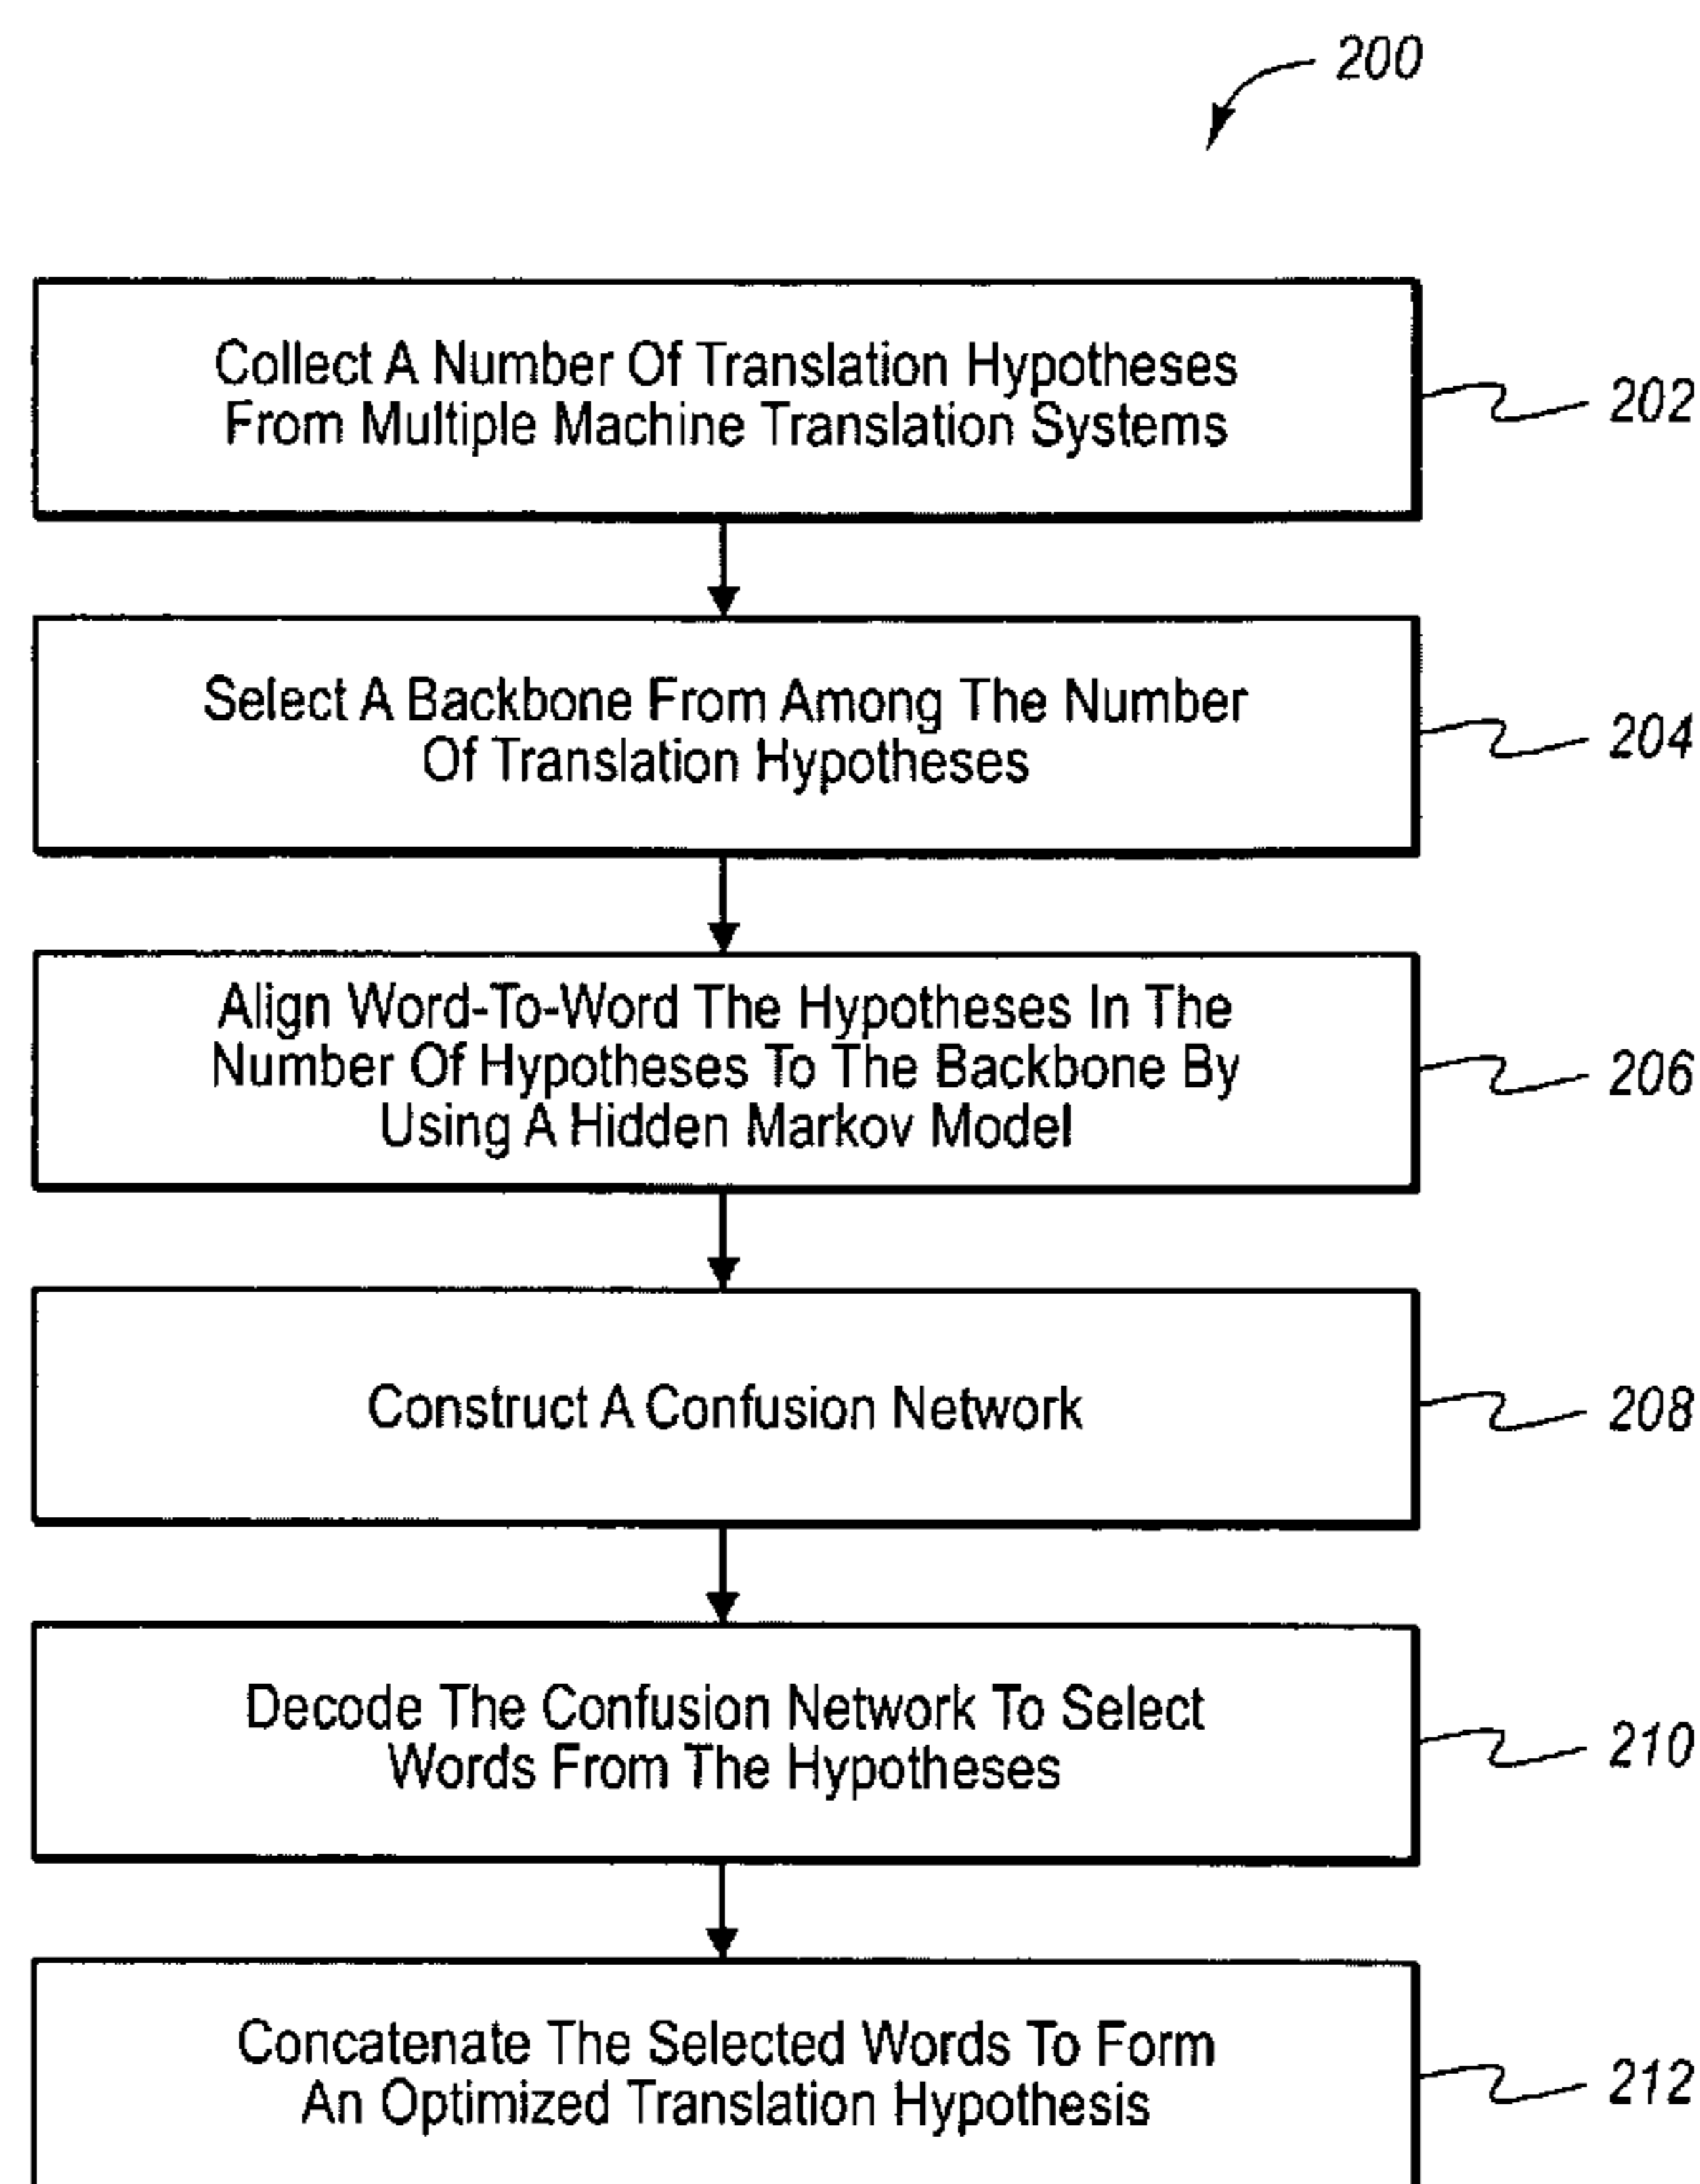 200
Collect A Number Of Translation Hypotheses
From Multiple Machine Translation Systems
202
Select A Backbone From Among The Number
Of Translation Hypotheses
204
Align Word-To-Word The Hypotheses In The
Number Of Hypotheses To The Backbone By
Using A Hidden Markov Model
206
Construct A Confusion Network
208
Decode The Confusion Network To Select
Words From The Hypotheses
210
Concatenate The Selected Words To Form
An Optimized Translation Hypothesis
212